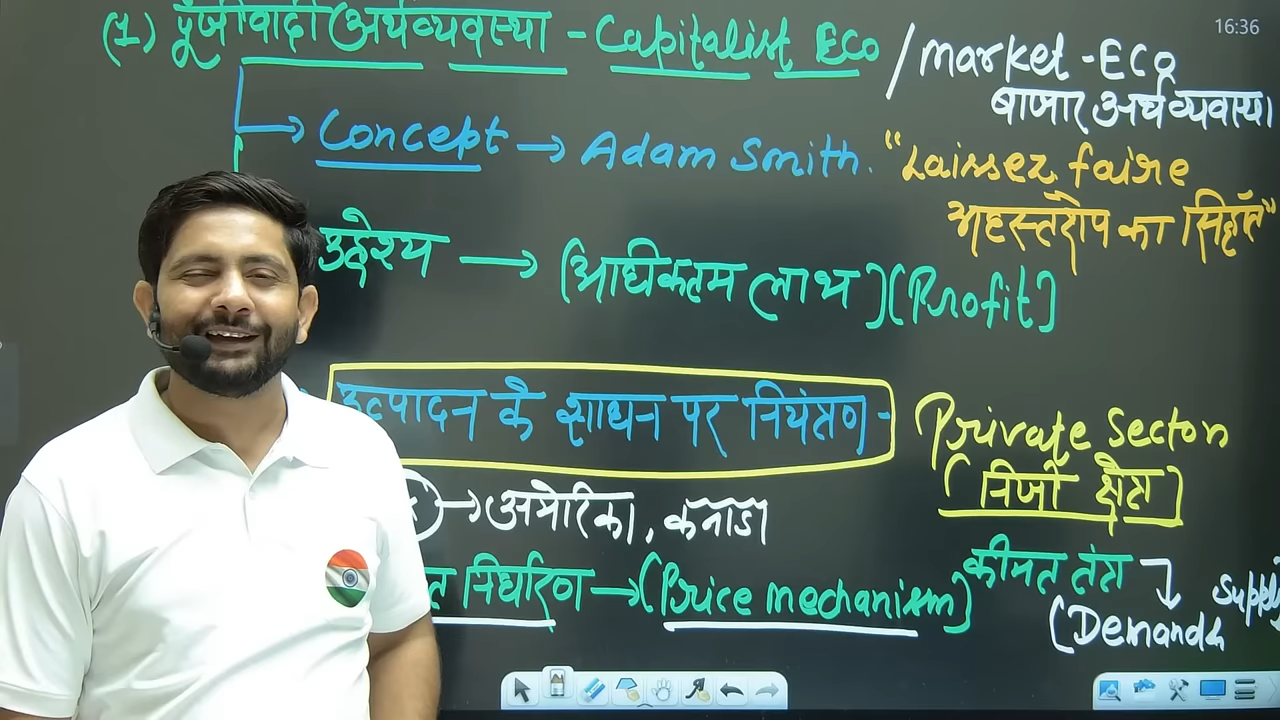 16:36
(1) पूँजीवादी अर्थव्यवस्था - Capitalist Eco / market - Eco
बाजार अर्थव्यवस्था
→ Concept → Adam Smith. "Laissez faire
अहस्तक्षेप का सिद्धांत"
उद्देश्य → (अधिकतम लाभ) (Profit)
उत्पादन के साधन पर नियंत्रण - Private Sector
(निजी क्षेत्र)
→ अमेरिका, कनाडा
निर्धारण → (Price mechanism) कीमत तंत्र
(Demand & Supply